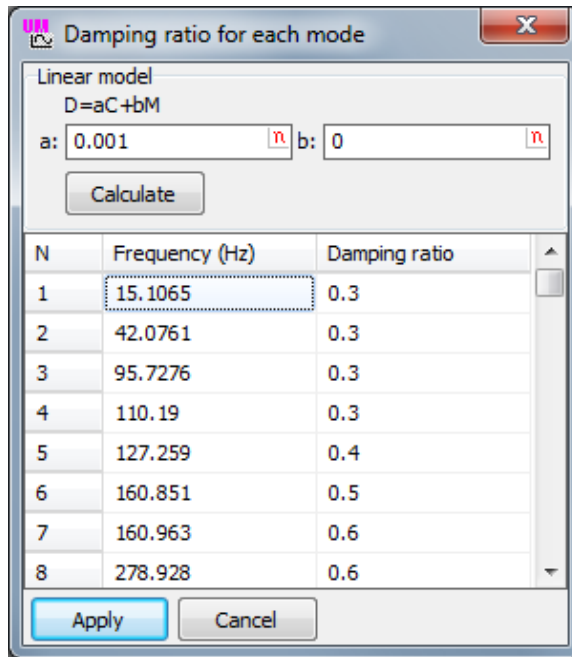 UM Damping ratio for each mode
Linear model
D=aC+bM
a: 0.001 n b: 0 n
Calculate
N Frequency (Hz) Damping ratio
1 15.1065 0.3
2 42.0761 0.3
3 95.7276 0.3
4 110.19 0.3
5 127.259 0.4
6 160.851 0.5
7 160.963 0.6
8 278.928 0.6
Apply Cancel